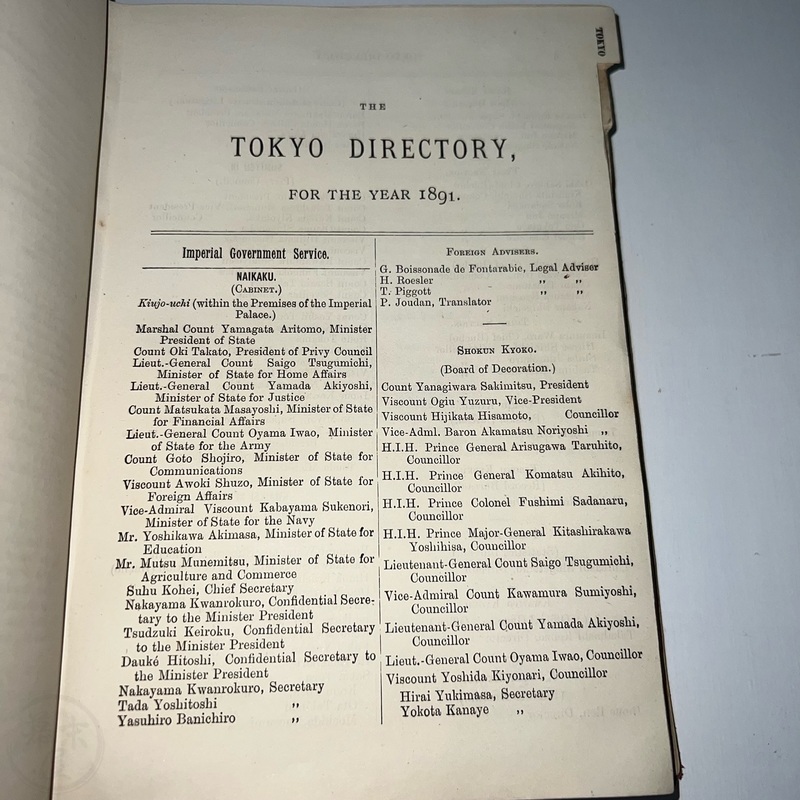 TOKYO
THE
TOKYO DIRECTORY,
FOR THE YEAR 1891.
Imperial Government Service.
NAIKAKU.
(CABINET.)
Kiujo-uchi (within the Premises of the Imperial
Palace.)
Marshal Count Yamagata Aritomo, Minister
President of State
Count Oki Takato, President of Privy Council
Lieut.-General Count Saigo Tsugumichi,
Minister of State for Home Affairs
Lieut.-General Count Yamada Akiyoshi,
Minister of State for Justice
Count Matsukata Masayoshi, Minister of State
for Financial Affairs
Lieut.-General Count Oyama Iwao, Minister
of State for the Army
Count Goto Shojiro, Minister of State for
Communications
Viscount Awoki Shuzo, Minister of State for
Foreign Affairs
Vice-Admiral Viscount Kabayama Sukenori,
Minister of State for the Navy
Mr. Yoshikawa Akimasa, Minister of State for
Education
Mr. Mutsu Munemitsu, Minister of State for
Agriculture and Commerce
Suhu Kohei, Chief Secretary
Nakayama Kwanrokuro, Confidential Secre-
tary to the Minister President
Tsudzuki Keiroku, Confidential Secretary
to the Minister President
Dauké Hitoshi, Confidential Secretary to
the Minister President
Nakayama Kwanrokuro, Secretary
Tada Yoshitoshi ,,
Yasuhiro Banichiro ,,
FOREIGN ADVISERS.
G. Boissonade de Fontarabie, Legal Adviser
H. Roesler ,, ,,
T. Piggott ,, ,,
P. Joudan, Translator
SHOKUN KYOKO.
(Board of Decoration.)
Count Yanagiwara Sakimitsu, President
Viscount Ogiu Yuzuru, Vice-President
Viscount Hijikata Hisamoto, Councillor
Vice-Adml. Baron Akamatsu Noriyoshi ,,
H.I.H. Prince General Arisugawa Taruhito,
Councillor
H.I.H. Prince General Komatsu Akihito,
Councillor
H.I.H. Prince Colonel Fushimi Sadanaru,
Councillor
H.I.H. Prince Major-General Kitashirakawa
Yoshihisa, Councillor
Lieutenant-General Count Saigo Tsugumichi,
Councillor
Vice-Admiral Count Kawamura Sumiyoshi,
Councillor
Lieutenant-General Count Yamada Akiyoshi,
Councillor
Lieut.-General Count Oyama Iwao, Councillor
Viscount Yoshida Kiyonari, Councillor
Hirai Yukimasa, Secretary
Yokota Kanaye ,,